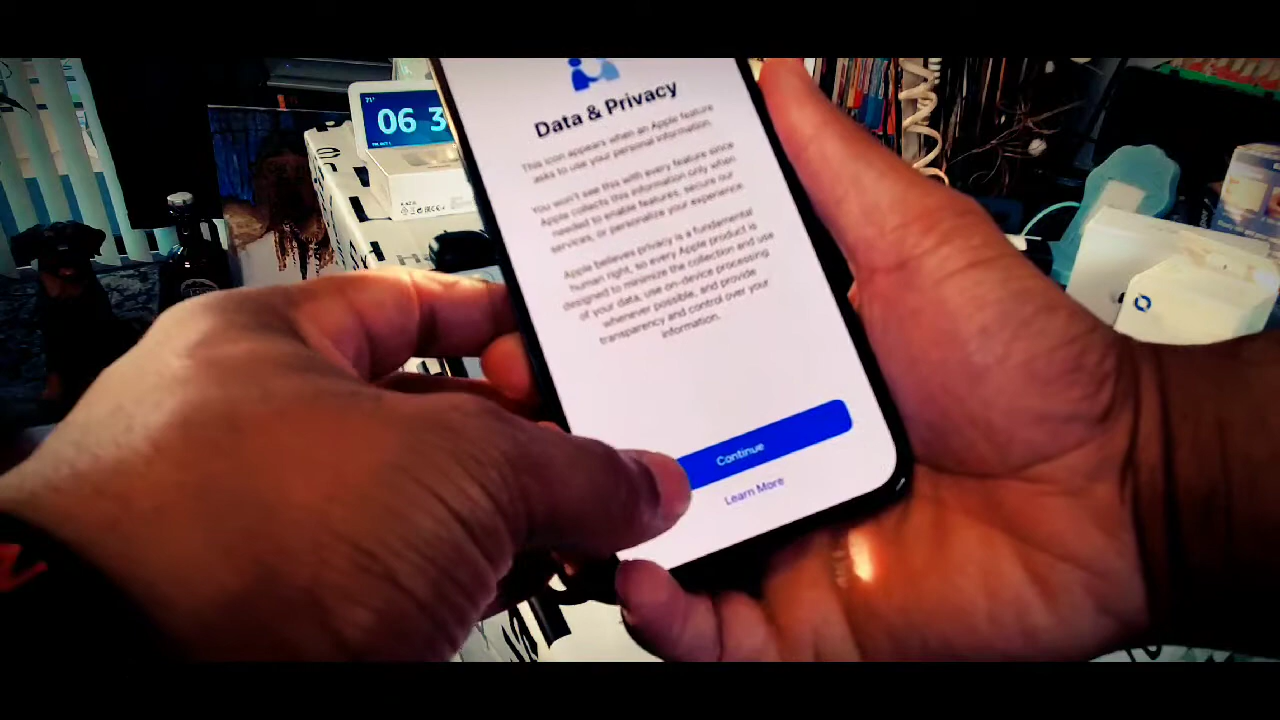 71°
06 3
Data & Privacy
This icon appears when an Apple feature
asks to use your personal information.
You won't see this with every feature since
Apple collects this information only when
needed to enable features, secure our
services, or personalize your experience.
Apple believes privacy is a fundamental
human right, so every Apple product is
designed to minimize the collection and use
of your data, use on-device processing
whenever possible, and provide
transparency and control over your
information.
Continue
Learn More